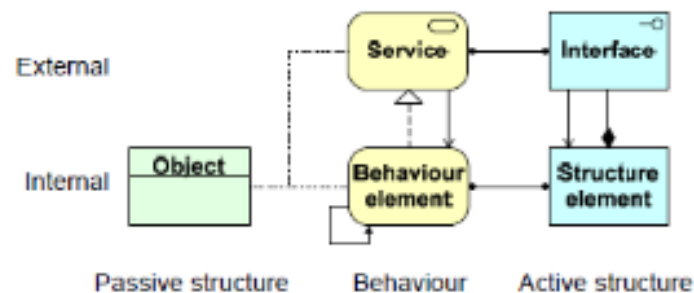 External
Service
Interface
Internal
Object
Behaviour
element
Structure
element
Passive structure
Behaviour
Active structure